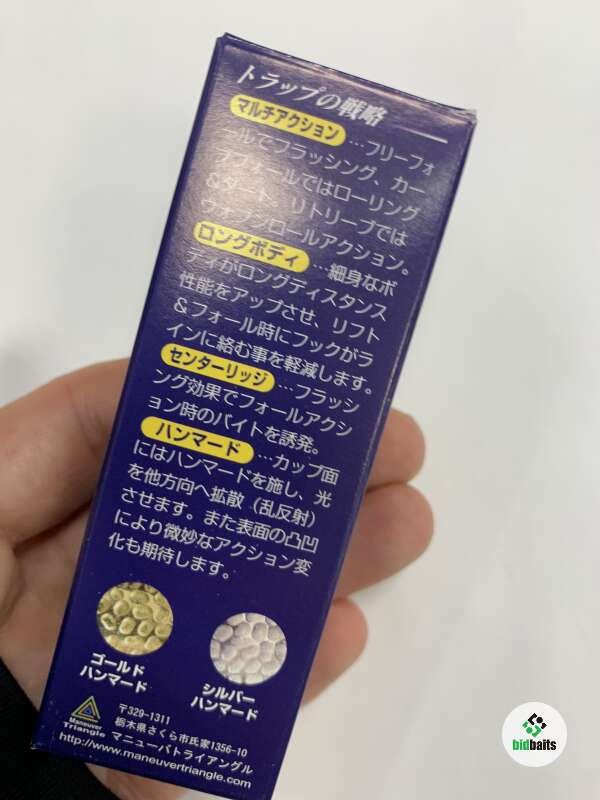 トラップの戦略
マルチアクション …フリーフォ
ールでフラッシング、カー
ブフォールではローリング
&ダート、リトリーブでは
ウォブンロールアクション。
ロングボディ …細身なボ
ディがロングディスタンス
性能をアップさせ、リフト
&フォール時にフックがラ
インに絡む事を軽減します。
センターリッジ …フラッシ
ング効果でフォールアクシ
ョン時のバイトを誘発。
ハンマード …カップ面
にはハンマードを施し、光
を他方向へ拡散(乱反射)
させます。また表面の凸凹
により微妙なアクション変
化も期待します。
ゴールド
ハンマード
シルバー
ハンマード
Maneuver
Triangle
〒329-1311
栃木県さくら市氏家1356-10
マニューバトライアングル
http://www.maneuvertriangle.com
bidbaits